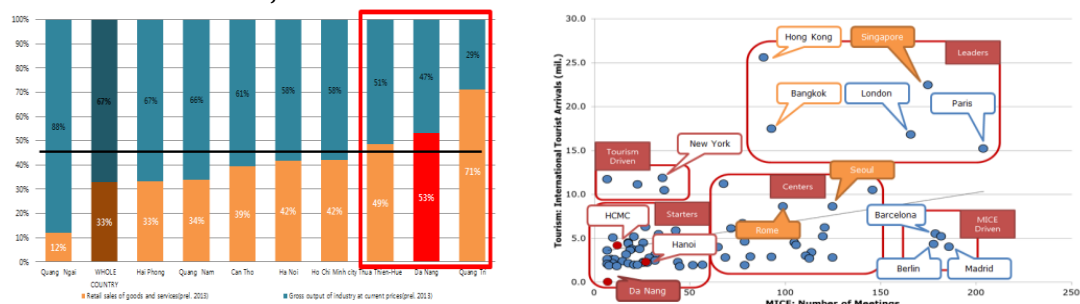 100%
90%
80%
70%
60%
50%
40%
30%
20%
10%
0%
88%
67%
67%
66%
61%
58%
58%
51%
47%
29%
12%
33%
33%
34%
39%
42%
42%
49%
53%
71%
Quang Ngai
WHOLE COUNTRY
Hai Phong
Quang Nam
Can Tho
Ha Noi
Ho Chi Minh city
Thua Thien-Hue
Da Nang
Quang Tri
Retail sales of goods and services(prel. 2013)
Gross output of industry at current prices(prel. 2013)
Tourism: International Tourist Arrivals (mil.)
30.0
25.0
20.0
15.0
10.0
5.0
0.0
Hong Kong
Singapore
Leaders
Bangkok
London
Paris
Tourism
Driven
New York
Seoul
Centers
HCMC
Starters
Barcelona
MICE
Driven
Rome
Hanoi
Berlin
Madrid
Da Nang
0
50
100
150
200
250
MICE: Number of Meetings